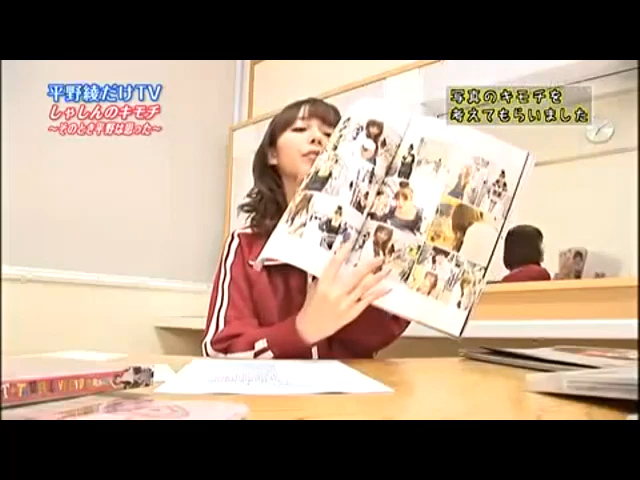 平野綾だけTV
しゃしんのキモチ
～そのとき平野は思った～
写真のキモチを
考えてもらいました